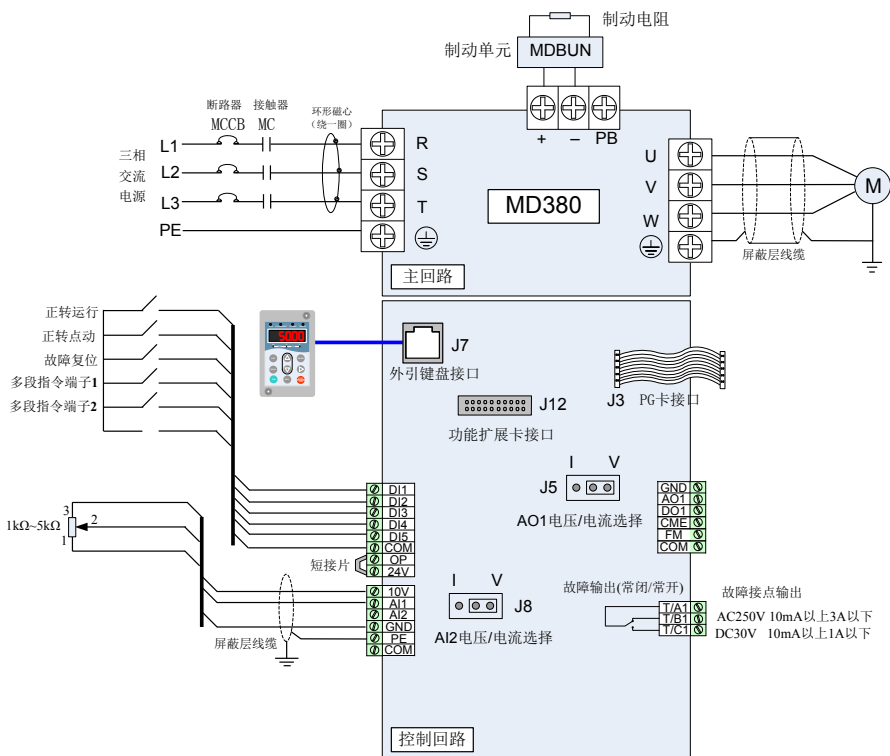 制动电阻
制动单元
MDBUN
断路器
接触器
环形磁心
MCCB
MC
(绕一圈)
+
–
PB
L1
R
三相
L2
S
交流
L3
T
电源
PE
MD380
U
V
W
M
屏蔽层线缆
主回路
正转运行
正转点动
故障复位
多段指令端子1
多段指令端子2
5000
J7
外引键盘接口
J12
功能扩展卡接口
J3
PG卡接口
I V
J5
AO1电压/电流选择
DI1
DI2
DI3
DI4
DI5
COM
OP
24V
短接片
GND
AO1
DO1
CME
FM
COM
3
1kΩ~5kΩ
2
1
10V
AI1
AI2
GND
PE
COM
屏蔽层线缆
I V
J8
AI2电压/电流选择
故障输出(常闭/常开)
故障接点输出
T/A1
T/B1
T/C1
AC250V 10mA以上3A以下
DC30V 10mA以上1A以下
控制回路